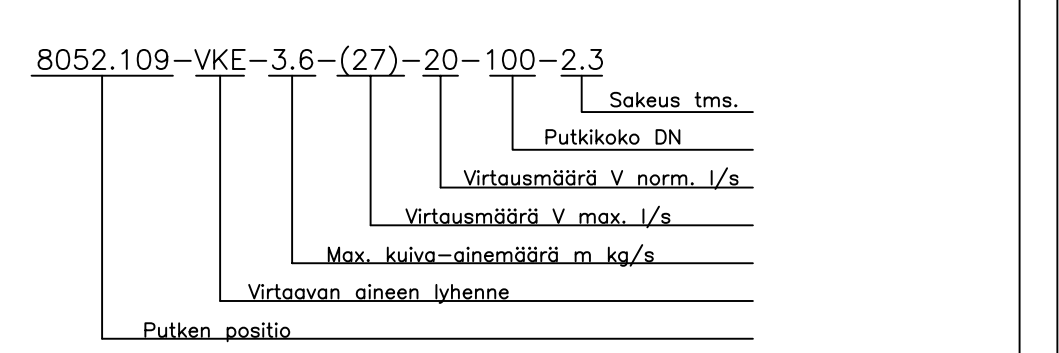 8052.109-VKE-3.6-(27)-20-100-2.3
Sakeus tms.
Putkikoko DN
Virtausmäärä V norm. l/s
Virtausmäärä V max. l/s
Max. kuiva-ainemäärä m kg/s
Virtaavan aineen lyhenne
Putken positio